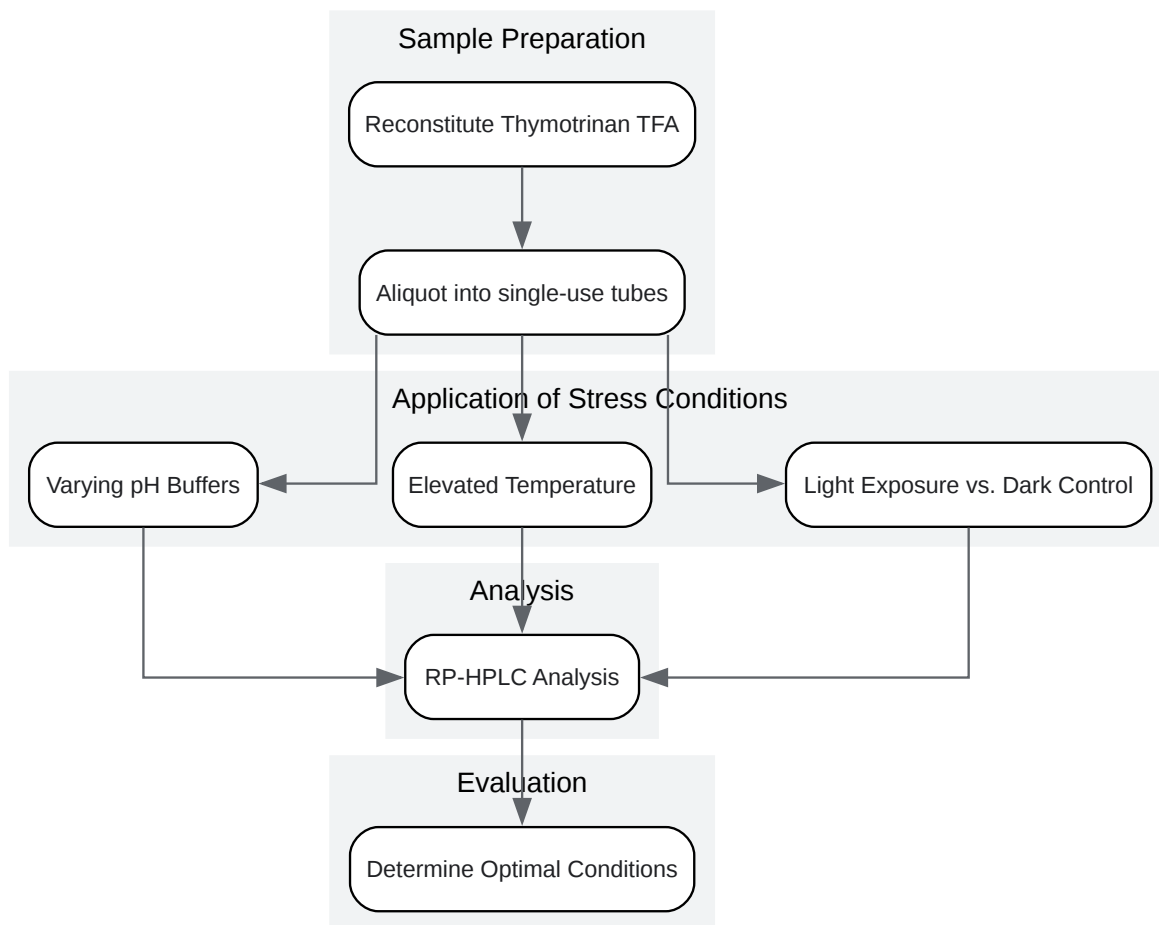 Sample Preparation
Reconstitute Thymotrinan TFA
Aliquot into single-use tubes
Application of Stress Conditions
Varying pH Buffers
Elevated Temperature
Light Exposure vs. Dark Control
Analysis
RP-HPLC Analysis
Evaluation
Determine Optimal Conditions